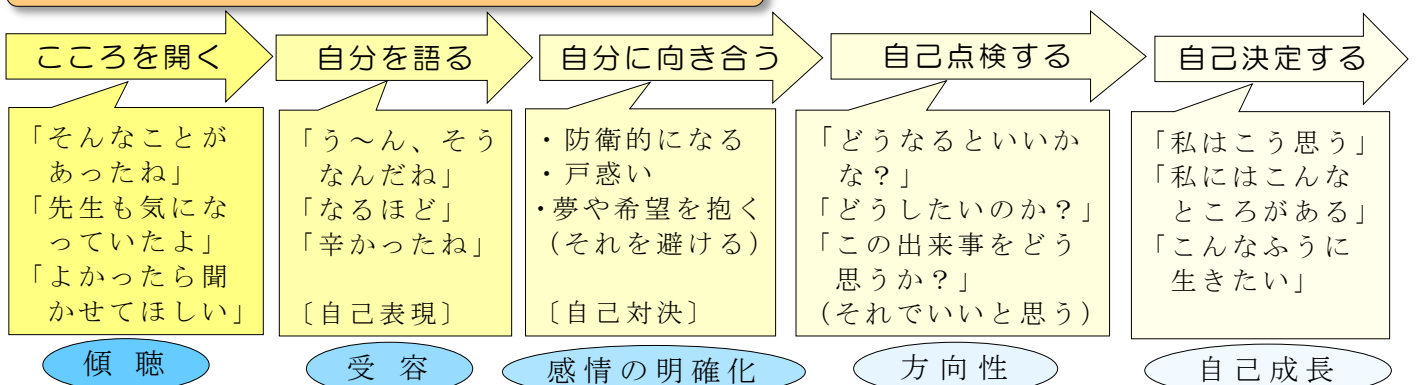 こころを開く
自分を語る
自分に向き合う
自己点検する
自己決定する
「そんなことが
あったね」
「先生も気にな
っていたよ」
「よかったら聞
かせてほしい」
「う～ん、そう
なんだね」
「なるほど」
「辛かったね」
〔自己表現〕
・防衛的になる
・戸惑い
・夢や希望を抱く
（それを避ける）
〔自己対決〕
「どうなるといいか
な？」
「どうしたいのか？」
「この出来事をどう
思うか？」
（それでいいと思う）
「私はこう思う」
「私にはこんな
ところがある」
「こんなふうに
生きたい」
傾聴
受容
感情の明確化
方向性
自己成長